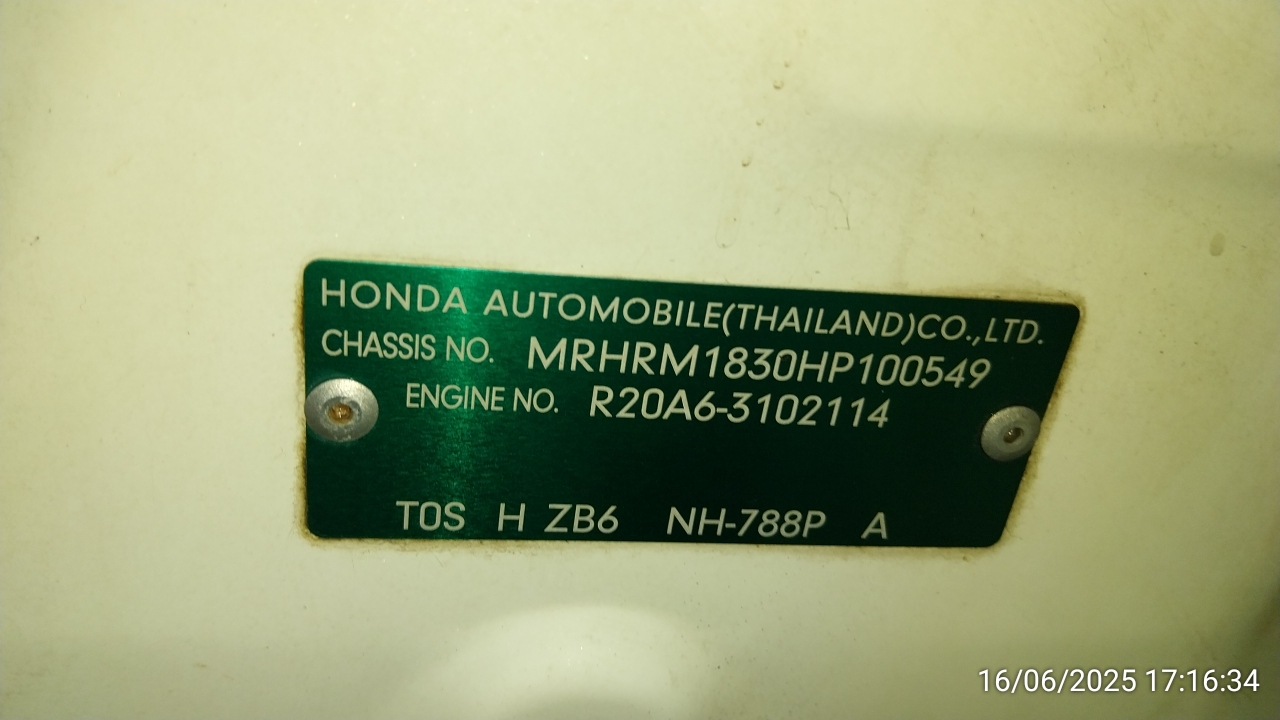 HONDA AUTOMOBILE(THAILAND)CO.,LTD.
CHASSIS NO. MRHRM1830HP100549
ENGINE NO. R20A6-3102114
T0S H ZB6 NH-788P A
16/06/2025 17:16:34